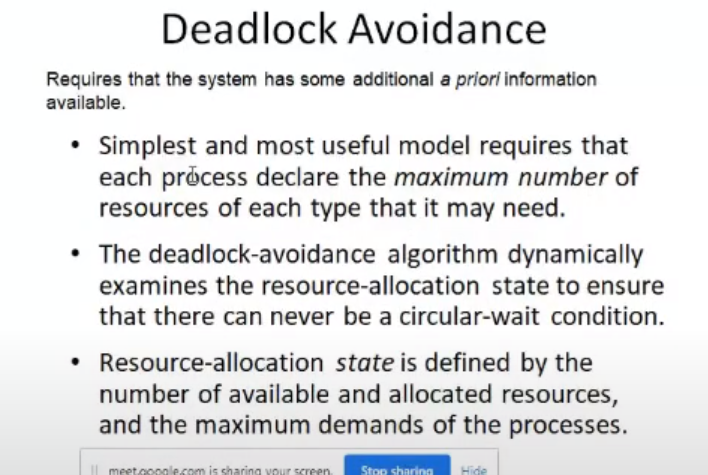 Deadlock Avoidance
Requires that the system has some additional a priori information
available.
• Simplest and most useful model requires that
each process declare the maximum number of
resources of each type that it may need.
• The deadlock-avoidance algorithm dynamically
examines the resource-allocation state to ensure
that there can never be a circular-wait condition.
• Resource-allocation state is defined by the
number of available and allocated resources,
and the maximum demands of the processes.
meet.google.com is sharing your screen. Stop sharing Hide